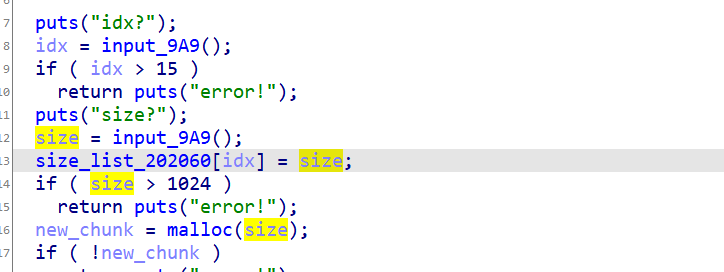 7 puts("idx?");
8 idx = input_9A9();
9 if ( idx > 15 )
10 return puts("error!");
11 puts("size?");
12 size = input_9A9();
13 size_list_202060[idx] = size;
14 if ( size > 1024 )
15 return puts("error!");
16 new_chunk = malloc(size);
17 if ( !new_chunk )